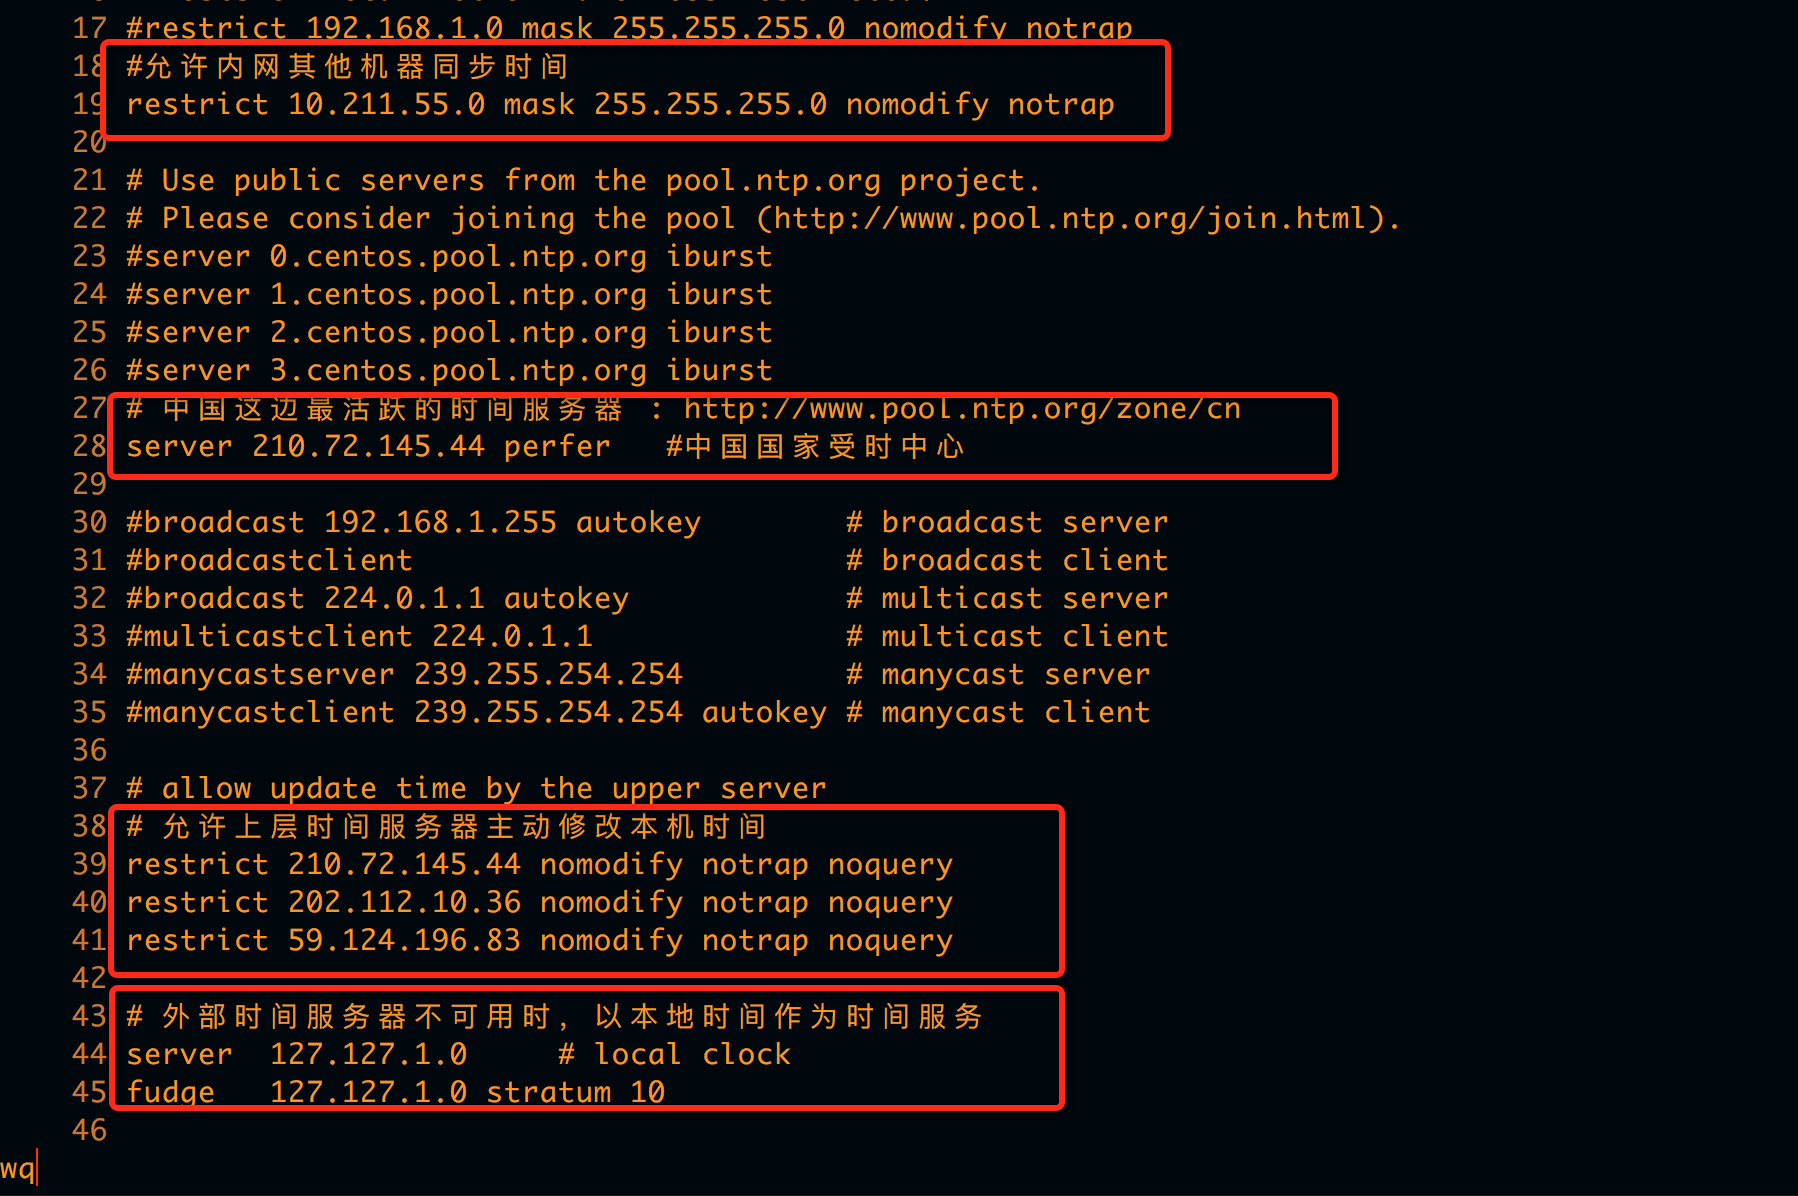 17 #restrict 192.168.1.0 mask 255.255.255.0 nomodify notrap
18 #允许内网其他机器同步时间
19 restrict 10.211.55.0 mask 255.255.255.0 nomodify notrap
20
21 # Use public servers from the pool.ntp.org project.
22 # Please consider joining the pool (http://www.pool.ntp.org/join.html).
23 #server 0.centos.pool.ntp.org iburst
24 #server 1.centos.pool.ntp.org iburst
25 #server 2.centos.pool.ntp.org iburst
26 #server 3.centos.pool.ntp.org iburst
27 # 中国这边最活跃的时间服务器 : http://www.pool.ntp.org/zone/cn
28 server 210.72.145.44 perfer   #中国国家受时中心
29
30 #broadcast 192.168.1.255 autokey        # broadcast server
31 #broadcastclient                        # broadcast client
32 #broadcast 224.0.1.1 autokey            # multicast server
33 #multicastclient 224.0.1.1              # multicast client
34 #manycastserver 239.255.254.254         # manycast server
35 #manycastclient 239.255.254.254 autokey # manycast client
36
37 # allow update time by the upper server
38 # 允许上层时间服务器主动修改本机时间
39 restrict 210.72.145.44 nomodify notrap noquery
40 restrict 202.112.10.36 nomodify notrap noquery
41 restrict 59.124.196.83 nomodify notrap noquery
42
43 # 外部时间服务器不可用时, 以本地时间作为时间服务
44 server  127.127.1.0     # local clock
45 fudge   127.127.1.0 stratum 10
46
wq